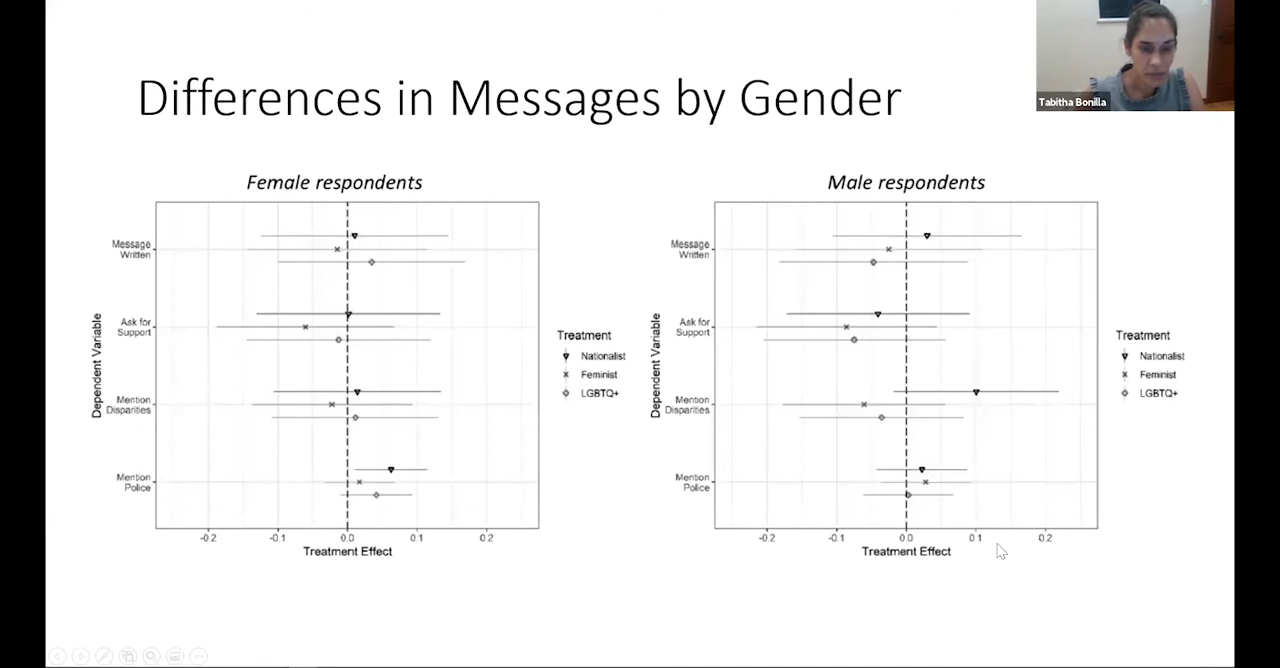 Tabitha Bonilla
Differences in Messages by Gender
Female respondents
Message
Written
Ask for
Support
Mention
Disparities
Mention
Police
Dependent Variable
-0.2
-0.1
0.0
0.1
0.2
Treatment Effect
Treatment
Nationalist
Feminist
LGBTQ+
Male respondents
Message
Written
Ask for
Support
Mention
Disparities
Mention
Police
Dependent Variable
-0.2
-0.1
0.0
0.1
0.2
Treatment Effect
Treatment
Nationalist
Feminist
LGBTQ+